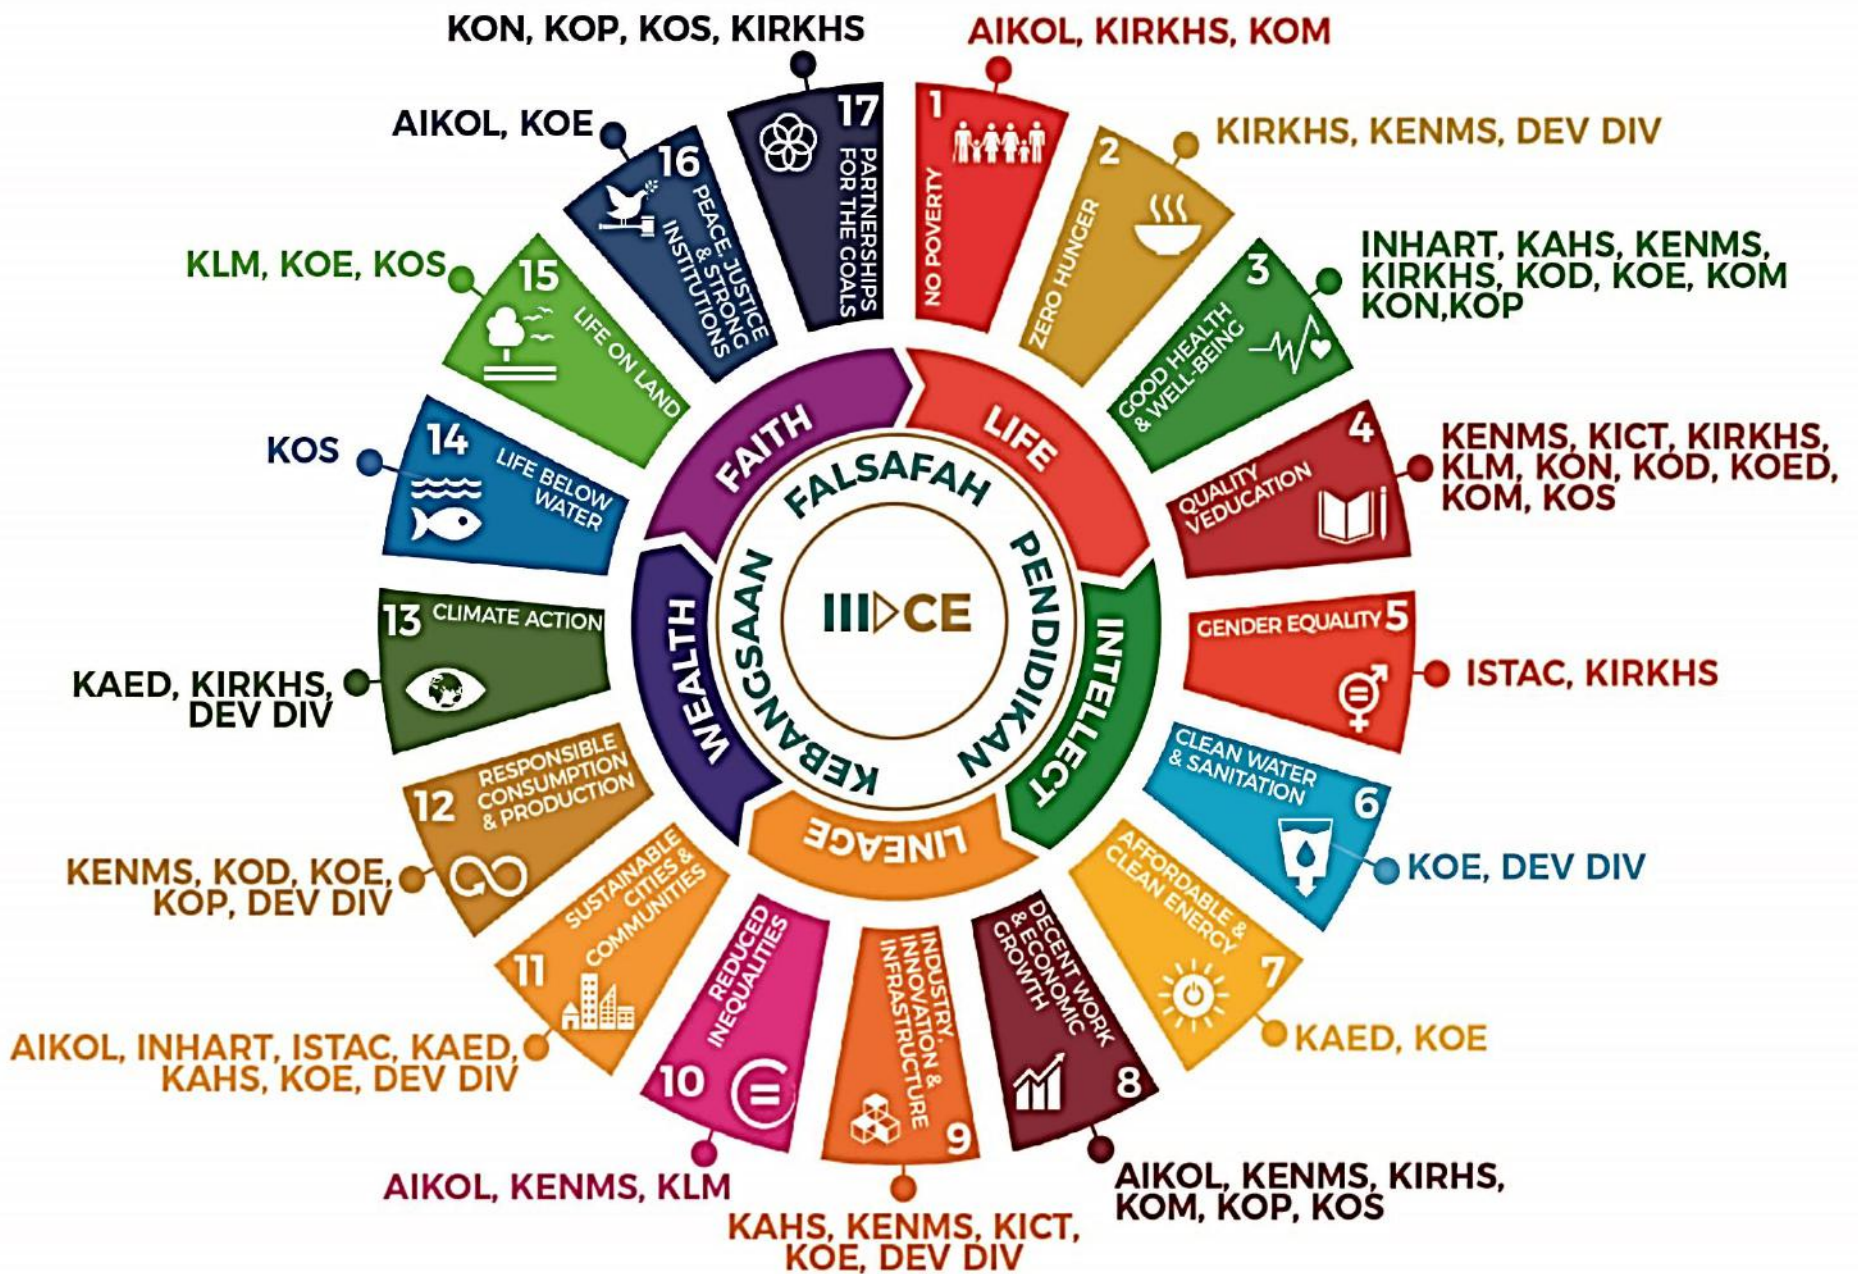 KON, KOP, KOS, KIRKHS
AIKOL, KIRKHS, KOM
AIKOL, KOE
KIRKHS, KENMS, DEV DIV
KLM, KOE, KOS
INHART, KAHS, KENMS,
KIRKHS, KOD, KOE, KOM
KON,KOP
KOS
KENMS, KICT, KIRKHS,
KLM, KON, KOD, KOED,
KOM, KOS
KAED, KIRKHS,
DEV DIV
ISTAC, KIRKHS
KENMS, KOD, KOE,
KOP, DEV DIV
KOE, DEV DIV
AIKOL, INHART, ISTAC, KAED,
KAHS, KOE, DEV DIV
KAED, KOE
AIKOL, KENMS, KLM
KAHS, KENMS, KICT,
KOE, DEV DIV
AIKOL, KENMS, KIRHS,
KOM, KOP, KOS
1
NO POVERTY
2
ZERO HUNGER
3
GOOD HEALTH
& WELL-BEING
4
QUALITY
VEDUCATION
GENDER EQUALITY 5
CLEAN WATER
& SANITATION
6
AFFORDABLE &
CLEAN ENERGY
7
DECENT WORK
& ECONOMIC
GROWTH
8
INDUSTRY,
INNOVATION &
INFRASTRUCTURE
9
REDUCED
INEQUALITIES
10
SUSTAINABLE
CITIES &
COMMUNITIES
11
RESPONSIBLE
CONSUMPTION
& PRODUCTION
12
13 CLIMATE ACTION
14
LIFE BELOW
WATER
15
LIFE ON LAND
16
PEACE, JUSTICE
& STRONG
INSTITUTIONS
17
PARTNERSHIPS
FOR THE GOALS
FAITH
LIFE
INTELLECT
LINEAGE
WEALTH
FALSAFAH
PENDIDIKAN
KEBANGSAAN
III▷CE